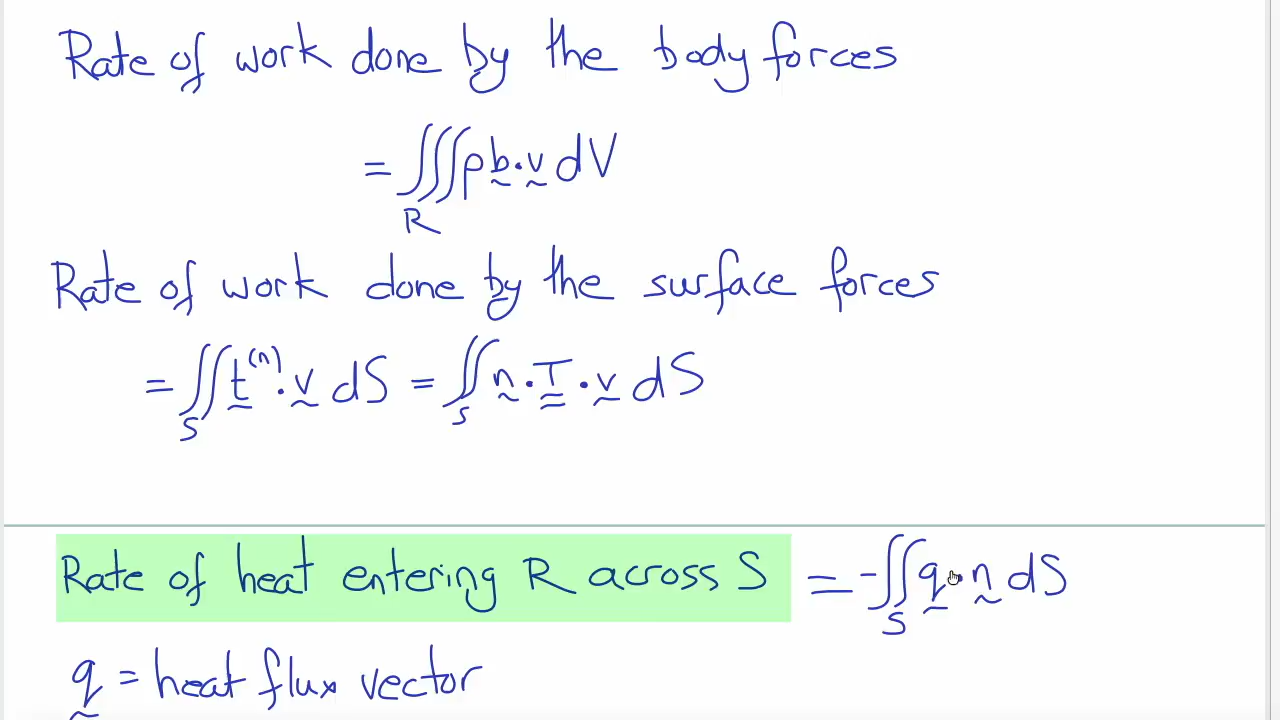 Rate of work done by the body forces
= ∭_R ρ b̰ · v̰ dV
Rate of work done by the surface forces
= ∬_S t̰^(n) · v̰ dS = ∬_S n̰ · T̳ · v̰ dS
Rate of heat entering R across S = -∬_S q̰ · n̰ dS
q̰ = heat flux vector